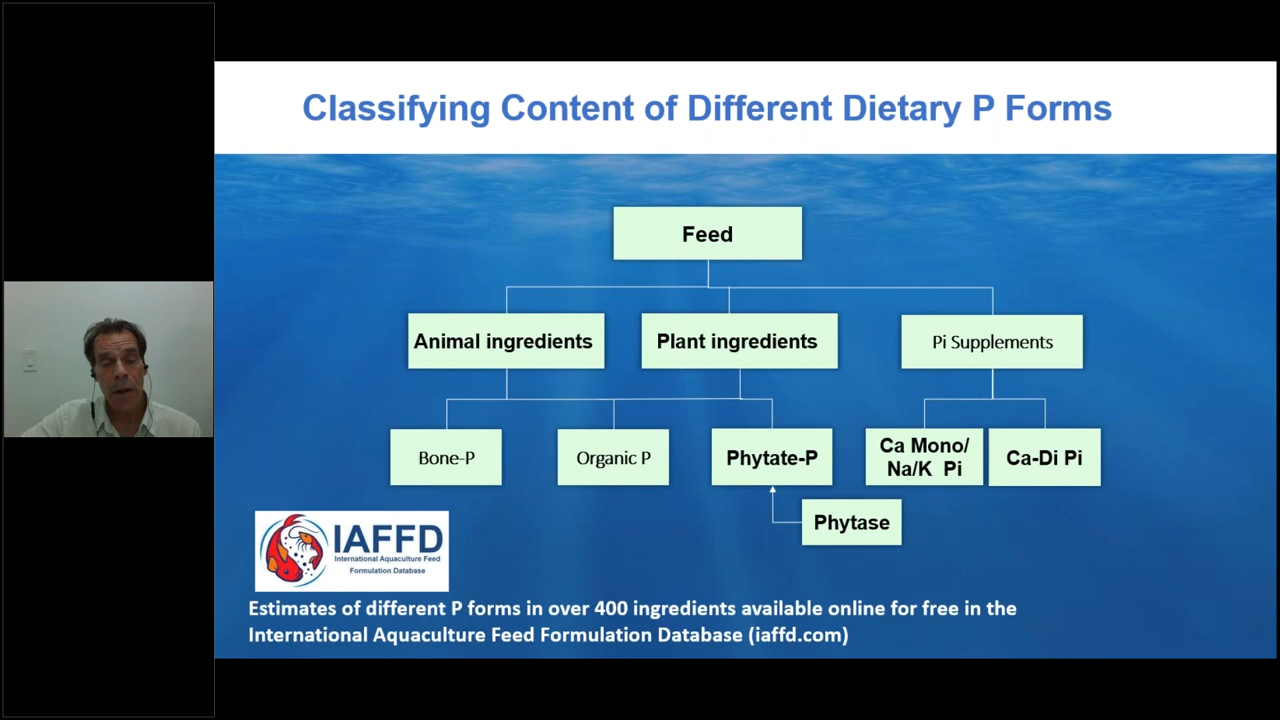 Classifying Content of Different Dietary P Forms
Feed
Animal ingredients
Plant ingredients
Pi Supplements
Bone-P
Organic P
Phytate-P
Ca Mono/
Na/K Pi
Ca-Di Pi
Phytase
IAFFD
International Aquaculture Feed
Formulation Database
Estimates of different P forms in over 400 ingredients available online for free in the
International Aquaculture Feed Formulation Database (iaffd.com)